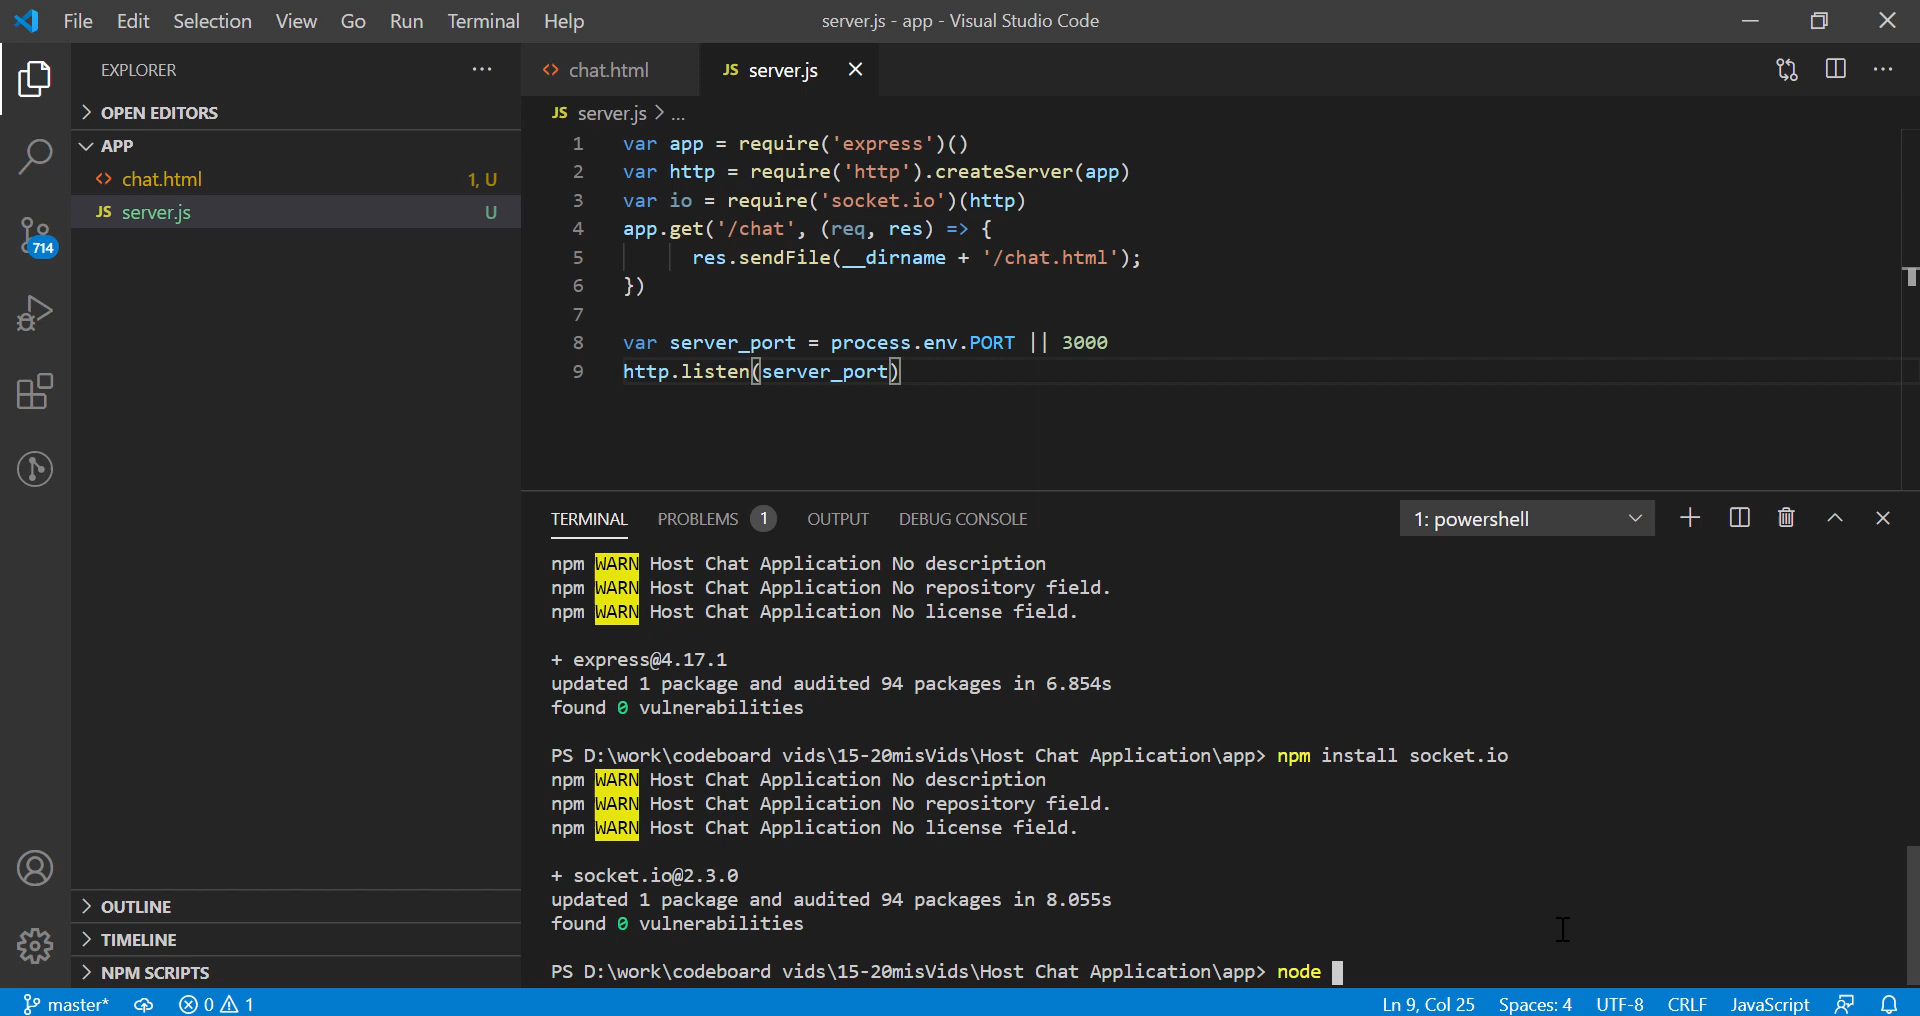 File Edit Selection View Go Run Terminal Help server.js - app - Visual Studio Code
EXPLORER
OPEN EDITORS
APP
chat.html 1, U
JS server.js U
714
OUTLINE
TIMELINE
NPM SCRIPTS
chat.html JS server.js
JS server.js > ...
1 var app = require('express')()
2 var http = require('http').createServer(app)
3 var io = require('socket.io')(http)
4 app.get('/chat', (req, res) => {
5 res.sendFile(__dirname + '/chat.html');
6 })
7
8 var server_port = process.env.PORT || 3000
9 http.listen(server_port)
TERMINAL PROBLEMS 1 OUTPUT DEBUG CONSOLE 1: powershell
npm WARN Host Chat Application No description
npm WARN Host Chat Application No repository field.
npm WARN Host Chat Application No license field.
+ express@4.17.1
updated 1 package and audited 94 packages in 6.854s
found 0 vulnerabilities
PS D:\work\codeboard vids\15-20misVids\Host Chat Application\app> npm install socket.io
npm WARN Host Chat Application No description
npm WARN Host Chat Application No repository field.
npm WARN Host Chat Application No license field.
+ socket.io@2.3.0
updated 1 package and audited 94 packages in 8.055s
found 0 vulnerabilities
PS D:\work\codeboard vids\15-20misVids\Host Chat Application\app> node
master* 0 1 Ln 9, Col 25 Spaces: 4 UTF-8 CRLF JavaScript